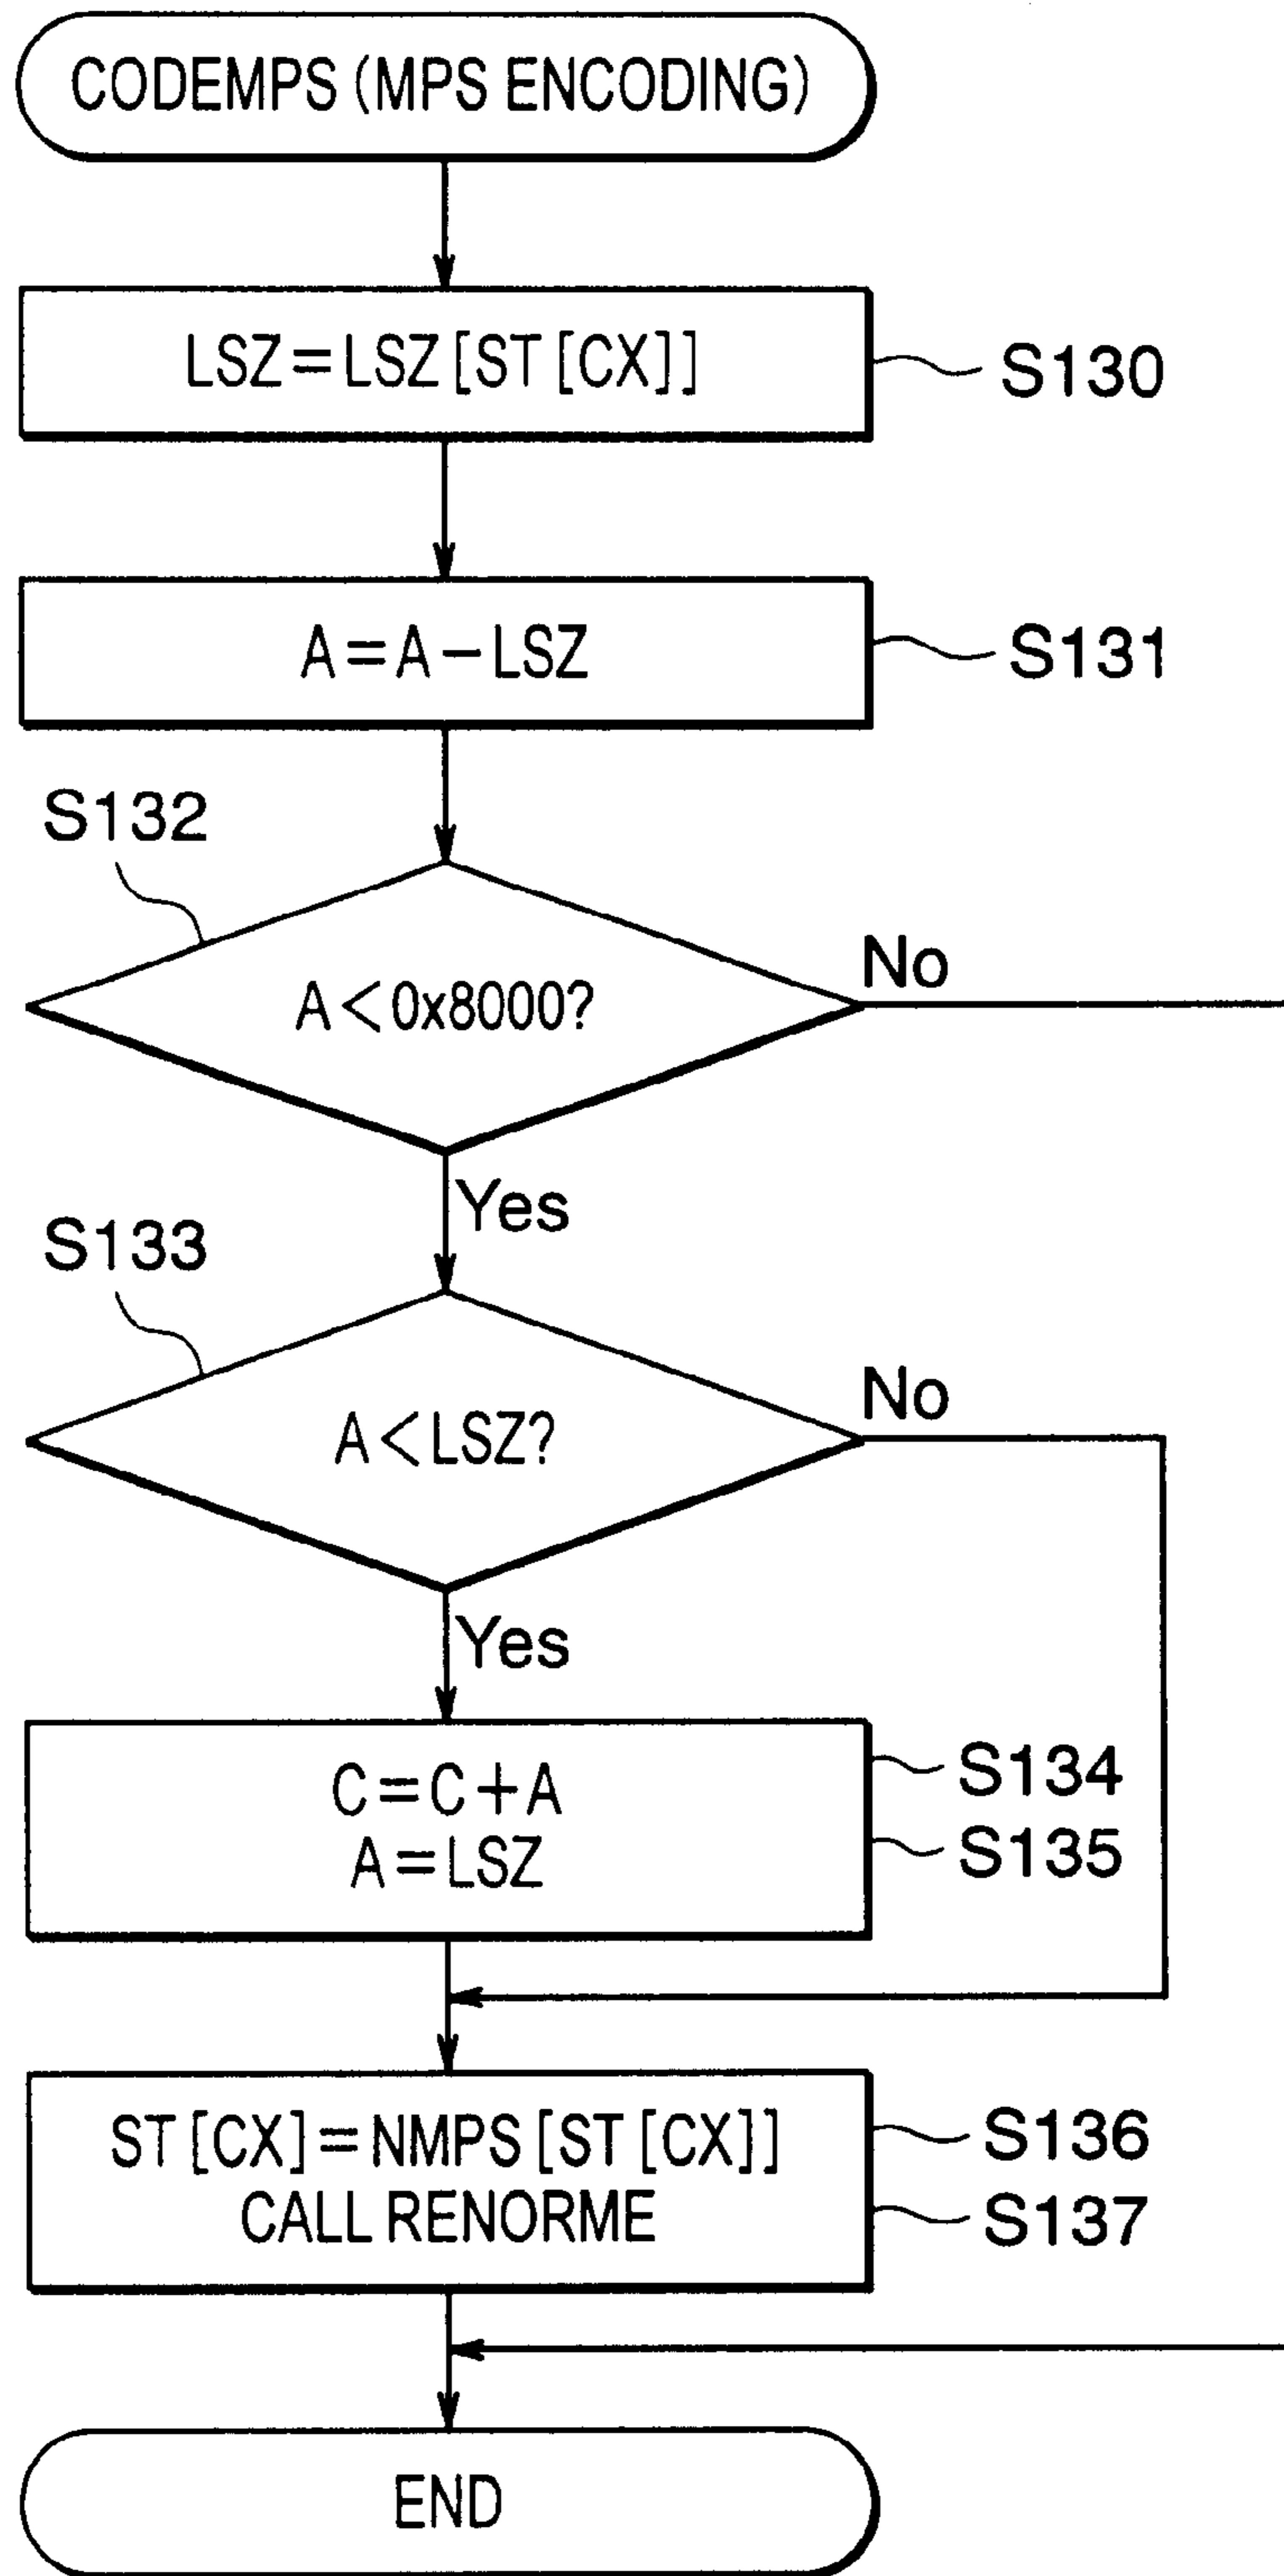 CODEMPS (MPS ENCODING)
LSZ=LSZ[ST[CX]]
S130
A=A-LSZ
S131
S132
A<0x8000?
No
Yes
S133
A<LSZ?
No
Yes
C=C+A
S134
A=LSZ
S135
ST[CX]=NMPS[ST[CX]]
S136
CALL RENORME
S137
END